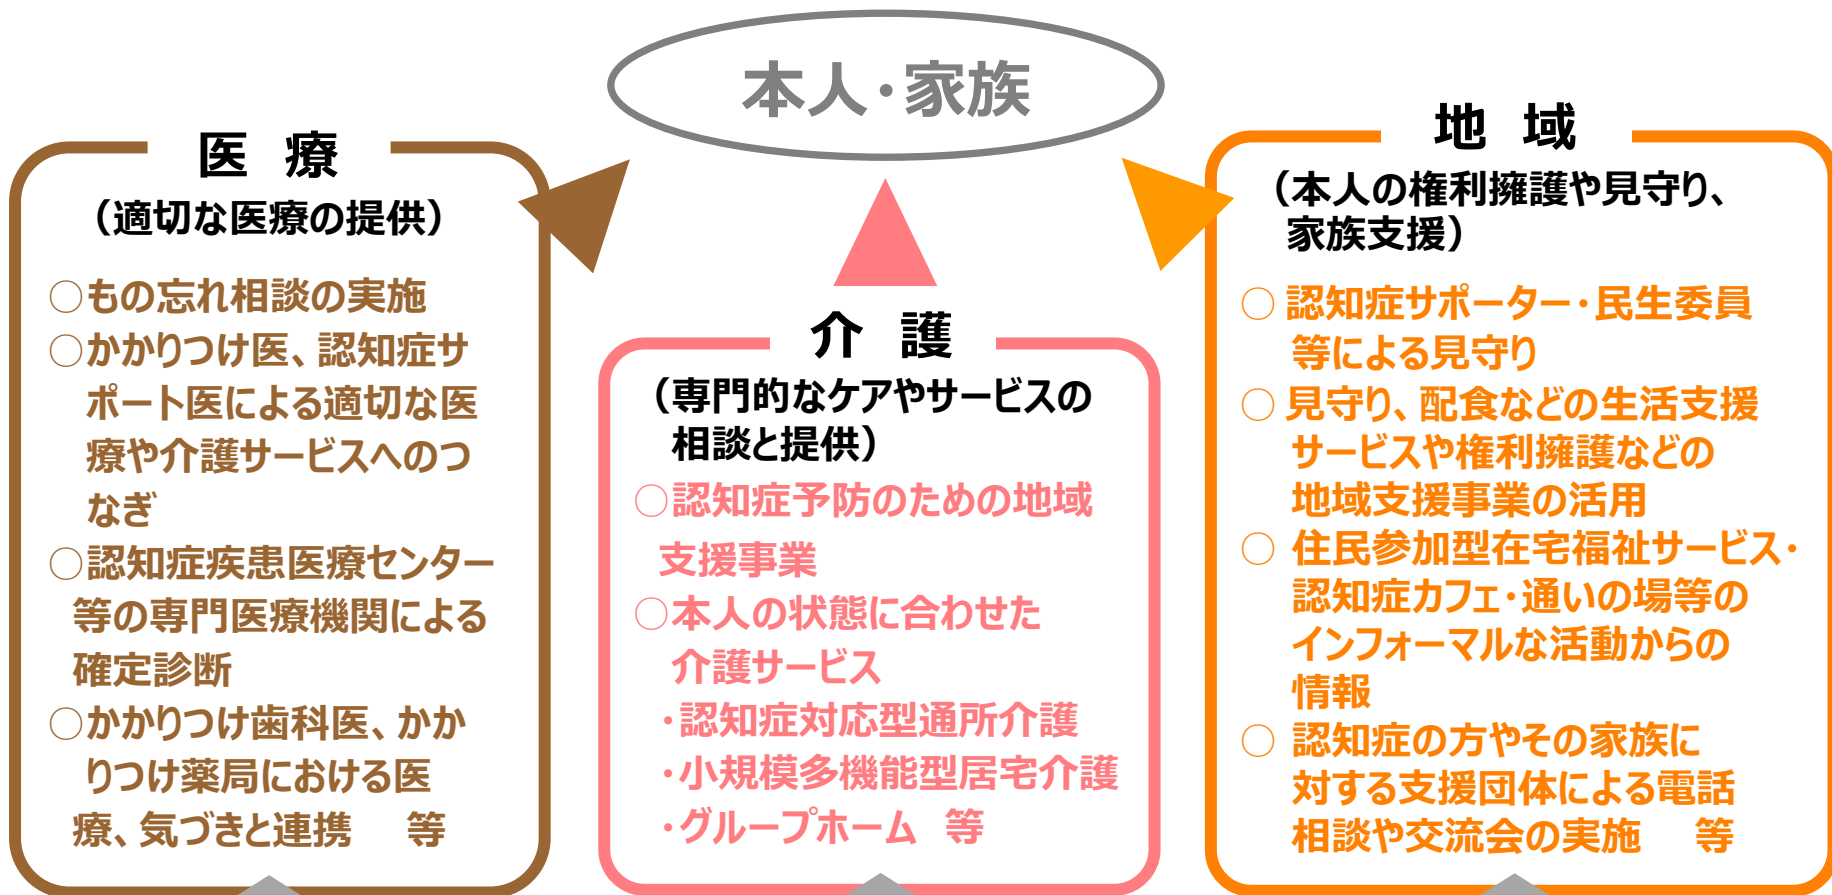 本人・家族
医 療
（適切な医療の提供）
○もの忘れ相談の実施
○かかりつけ医、認知症サ
ポート医による適切な医
療や介護サービスへのつ
なぎ
○認知症疾患医療センター
等の専門医療機関による
確定診断
○かかりつけ歯科医、かか
りつけ薬局における医
療、気づきと連携 等
介 護
（専門的なケアやサービスの
相談と提供）
○認知症予防のための地域
支援事業
○本人の状態に合わせた
介護サービス
・認知症対応型通所介護
・小規模多機能型居宅介護
・グループホーム 等
地 域
（本人の権利擁護や見守り、
家族支援）
○ 認知症サポーター・民生委員
等による見守り
○ 見守り、配食などの生活支援
サービスや権利擁護などの
地域支援事業の活用
○ 住民参加型在宅福祉サービス・
認知症カフェ・通いの場等の
インフォーマルな活動からの
情報
○ 認知症の方やその家族に
対する支援団体による電話
相談や交流会の実施 等